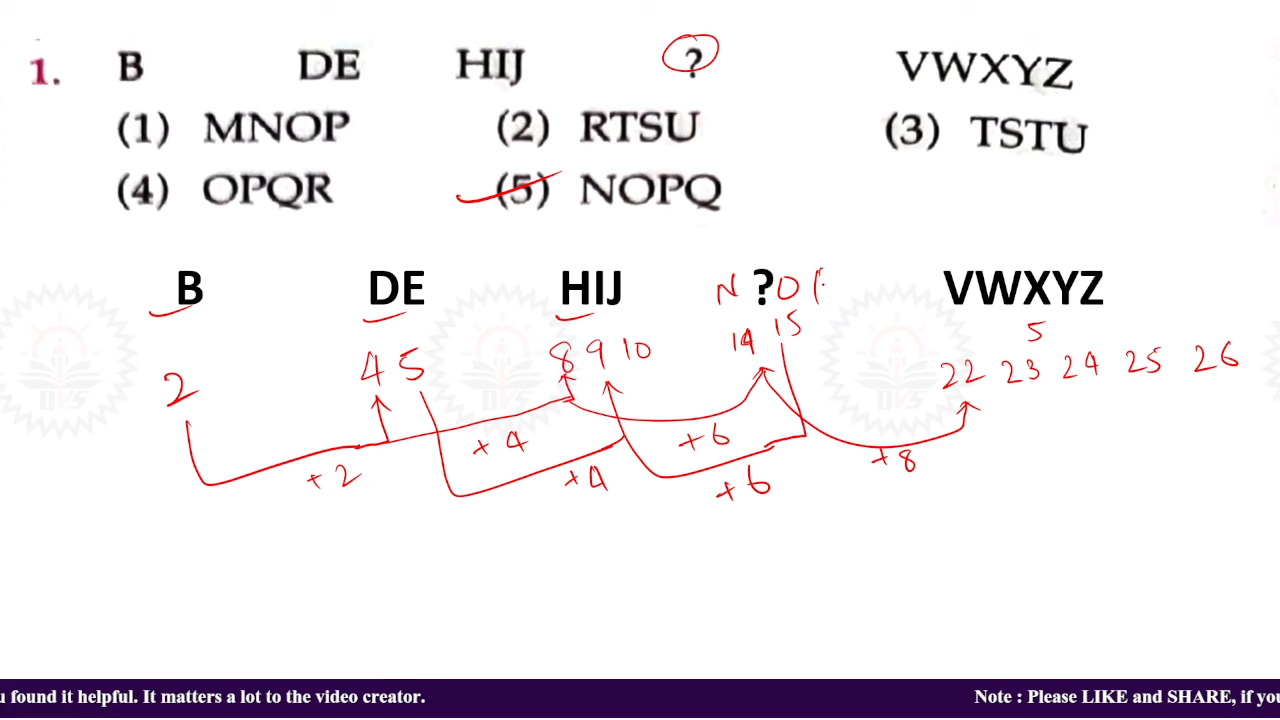 1. B DE HIJ ? VWXYZ
(1) MNOP (2) RTSU (3) TSTU
(4) OPQR (5) NOPQ
B DE HIJ N ? O VWXYZ
5
2 4 5 8 9 10 14 15 22 23 24 25 26
+2 +4 +4 +6 +6 +8
u found it helpful. It matters a lot to the video creator. Note : Please LIKE and SHARE, if you